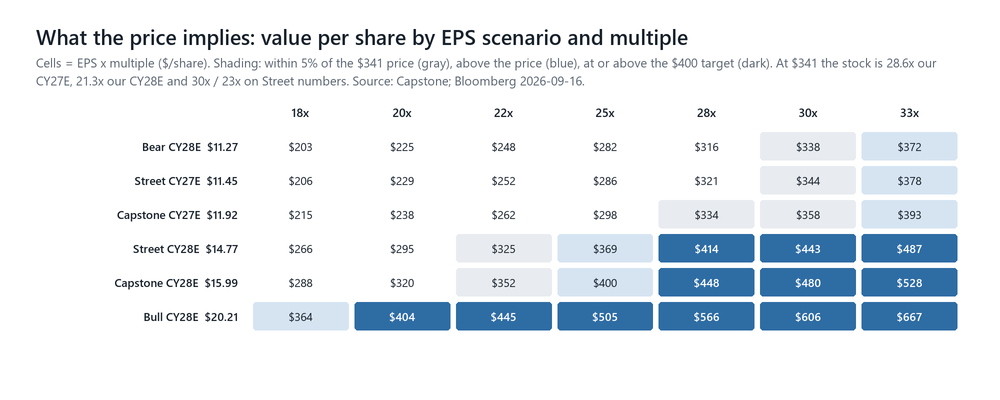 What the price implies: value per share by EPS scenario and multiple
Cells = EPS x multiple ($/share). Shading: within 5% of the $341 price (gray), above the price (blue), at or above the $400 target (dark). At $341 the stock is 28.6x our
CY27E, 21.3x our CY28E and 30x / 23x on Street numbers. Source: Capstone; Bloomberg 2026-09-16.
18x 20x 22x 25x 28x 30x 33x
Bear CY28E $11.27 $203 $225 $248 $282 $316 $338 $372
Street CY27E $11.45 $206 $229 $252 $286 $321 $344 $378
Capstone CY27E $11.92 $215 $238 $262 $298 $334 $358 $393
Street CY28E $14.77 $266 $295 $325 $369 $414 $443 $487
Capstone CY28E $15.99 $288 $320 $352 $400 $448 $480 $528
Bull CY28E $20.21 $364 $404 $445 $505 $566 $606 $667